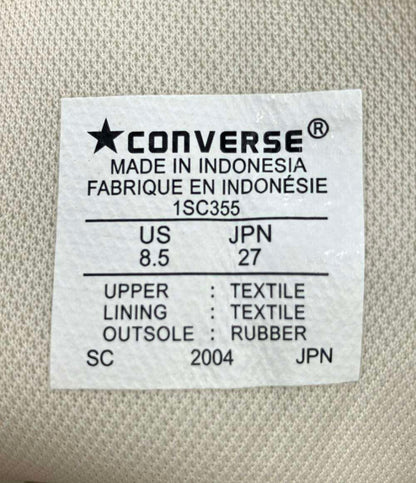 ★CONVERSE®
MADE IN INDONESIA
FABRIQUE EN INDONÉSIE
1SC355
US JPN
8.5 27
UPPER : TEXTILE
LINING : TEXTILE
OUTSOLE : RUBBER
SC 2004 JPN